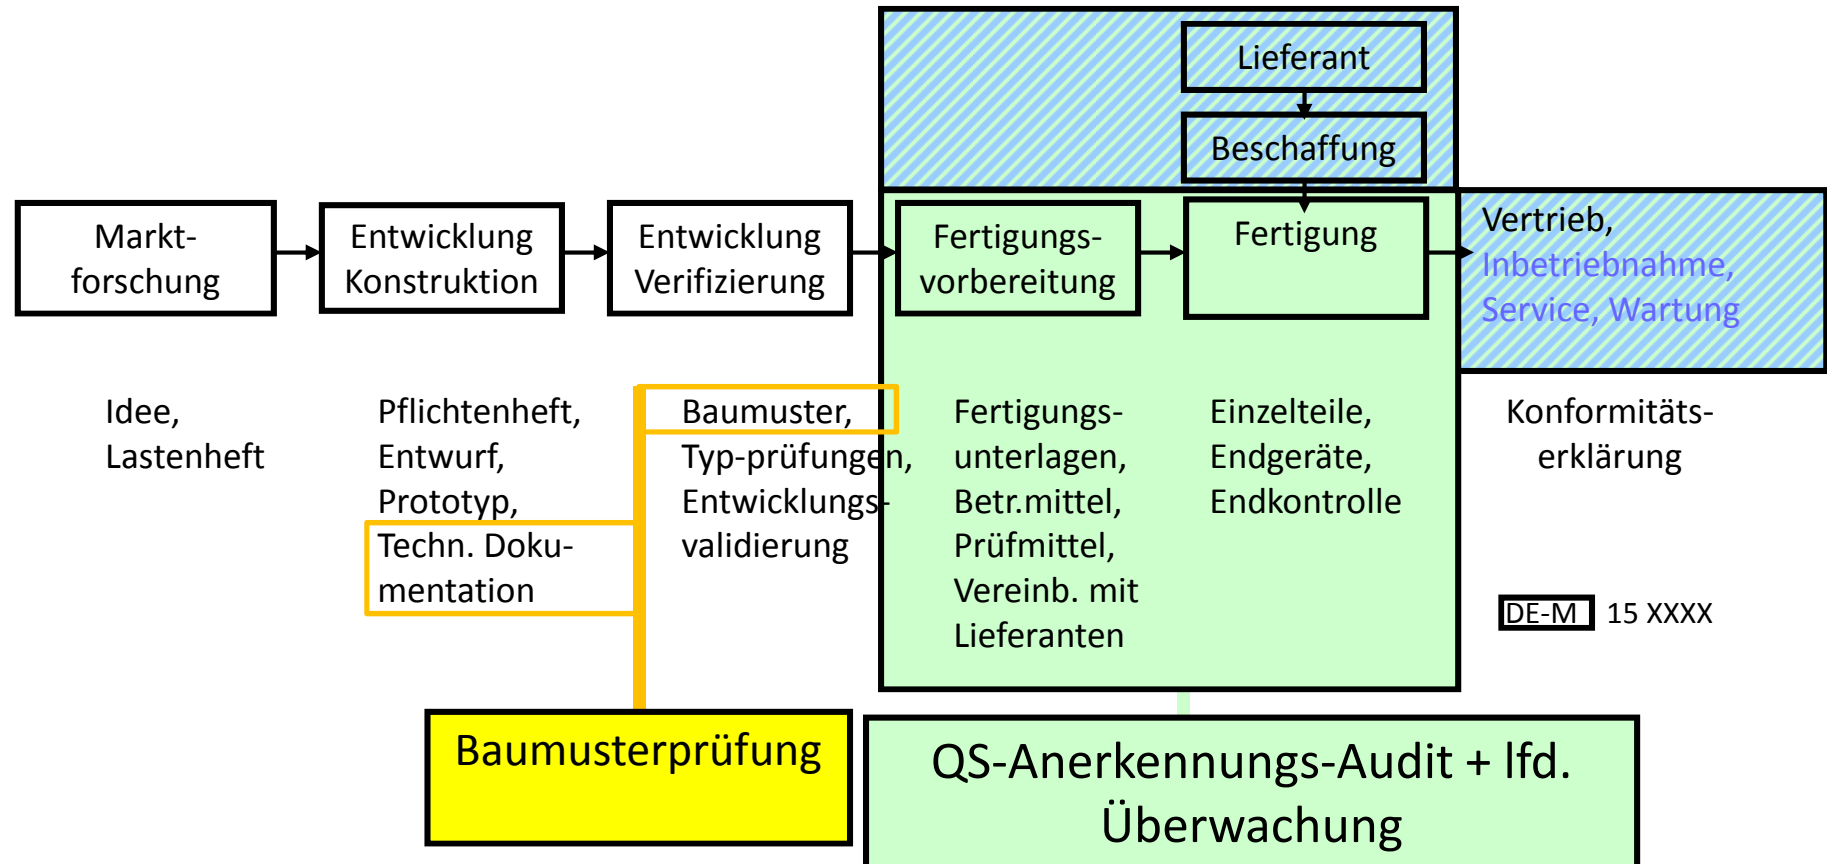 Lieferant
Beschaffung
Markt-
forschung
Entwicklung
Konstruktion
Entwicklung
Verifizierung
Fertigungs-
vorbereitung
Fertigung
Vertrieb,
Inbetriebnahme,
Service, Wartung
Idee,
Lastenheft
Pflichtenheft,
Entwurf,
Prototyp,
Techn. Doku-
mentation
Baumuster,
Typ-prüfungen,
Entwicklungs-
validierung
Fertigungs-
unterlagen,
Betr.mittel,
Prüfmittel,
Vereinb. mit
Lieferanten
Einzelteile,
Endgeräte,
Endkontrolle
Konformitäts-
erklärung
DE-M 15 XXXX
Baumusterprüfung
QS-Anerkennungs-Audit + lfd.
Überwachung